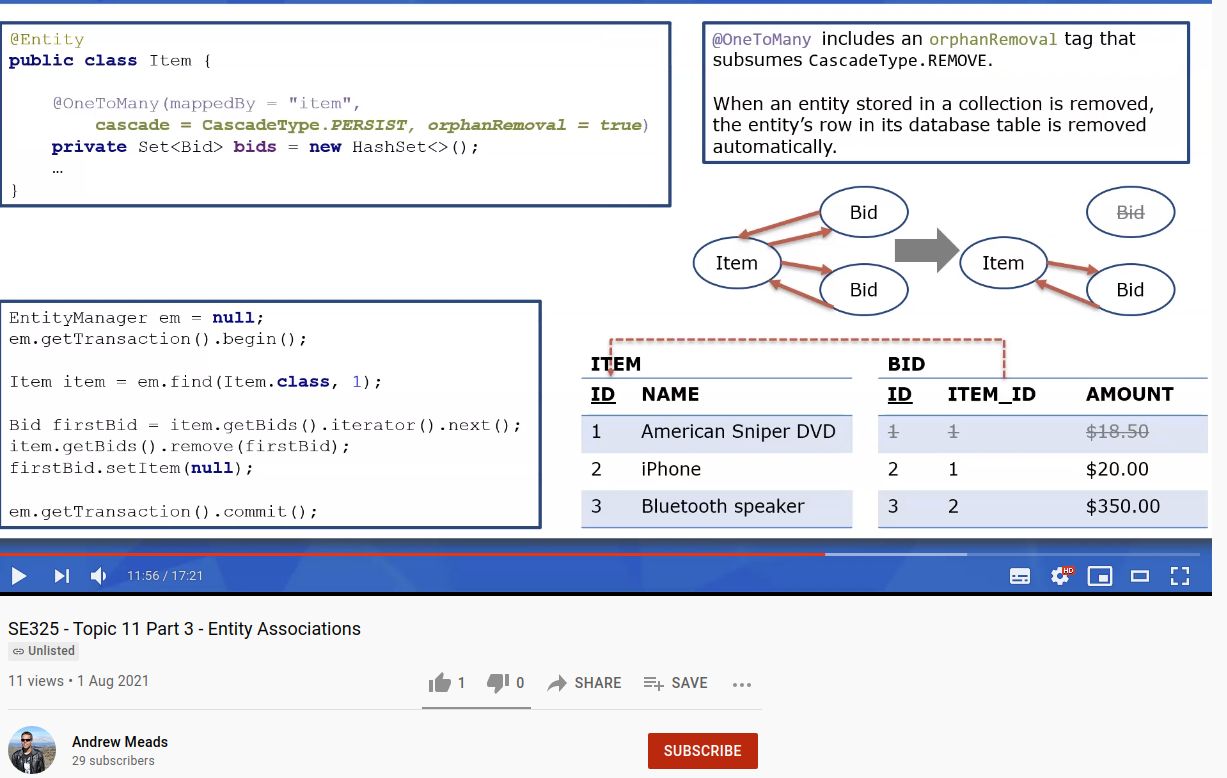 @Entity
public class Item {
@OneToMany(mappedBy = "item",
cascade = CascadeType.PERSIST, orphanRemoval = true)
private Set<Bid> bids = new HashSet<>();
…
}
@OneToMany includes an orphanRemoval tag that
subsumes CascadeType.REMOVE.
When an entity stored in a collection is removed,
the entity’s row in its database table is removed
automatically.
Bid
Item
Bid
Bid
Item
Bid
EntityManager em = null;
em.getTransaction().begin();
Item item = em.find(Item.class, 1);
Bid firstBid = item.getBids().iterator().next();
item.getBids().remove(firstBid);
firstBid.setItem(null);
em.getTransaction().commit();
ITEM
ID NAME
1 American Sniper DVD
2 iPhone
3 Bluetooth speaker
BID
ID ITEM_ID AMOUNT
1 1 $18.50
2 1 $20.00
3 2 $350.00
11:56 / 17:21
HD
SE325 - Topic 11 Part 3 - Entity Associations
Unlisted
11 views • 1 Aug 2021
1 0 SHARE SAVE
Andrew Meads
29 subscribers
SUBSCRIBE